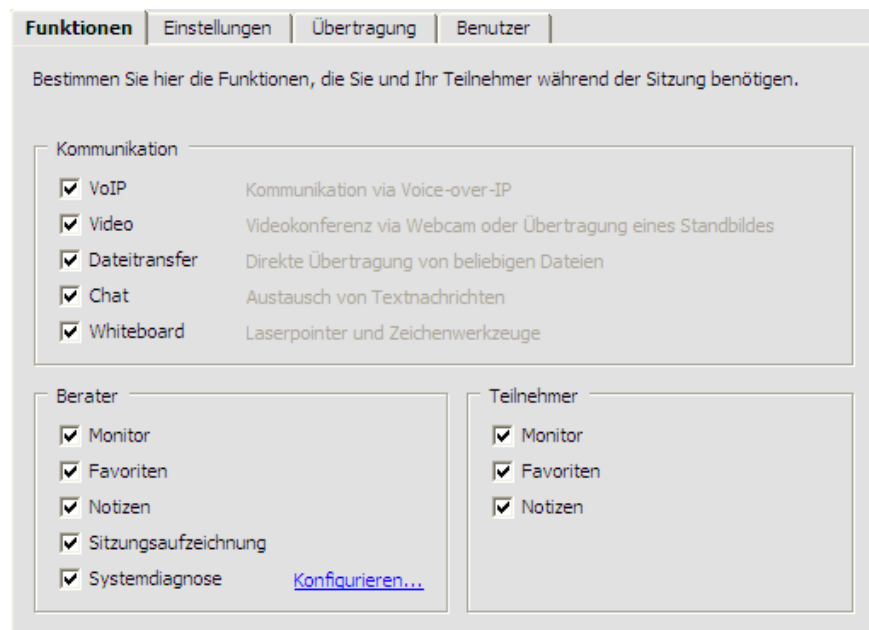 Funktionen Einstellungen Übertragung Benutzer
Bestimmen Sie hier die Funktionen, die Sie und Ihr Teilnehmer während der Sitzung benötigen.
Kommunikation
VoIP Kommunikation via Voice-over-IP
Video Videokonferenz via Webcam oder Übertragung eines Standbildes
Dateitransfer Direkte Übertragung von beliebigen Dateien
Chat Austausch von Textnachrichten
Whiteboard Laserpointer und Zeichenwerkzeuge
Berater
Monitor
Favoriten
Notizen
Sitzungsaufzeichnung
Systemdiagnose Konfigurieren...
Teilnehmer
Monitor
Favoriten
Notizen